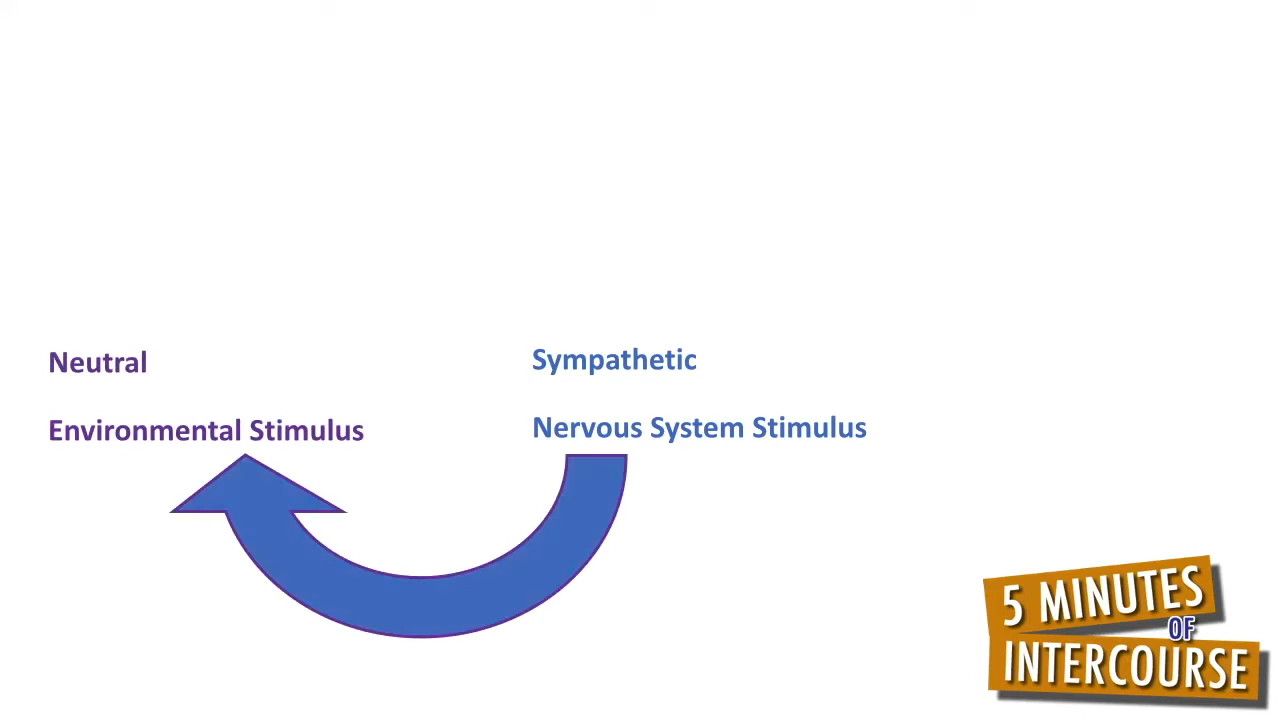 Neutral
Environmental Stimulus
Sympathetic
Nervous System Stimulus
5 MINUTES
OF
INTERCOURSE